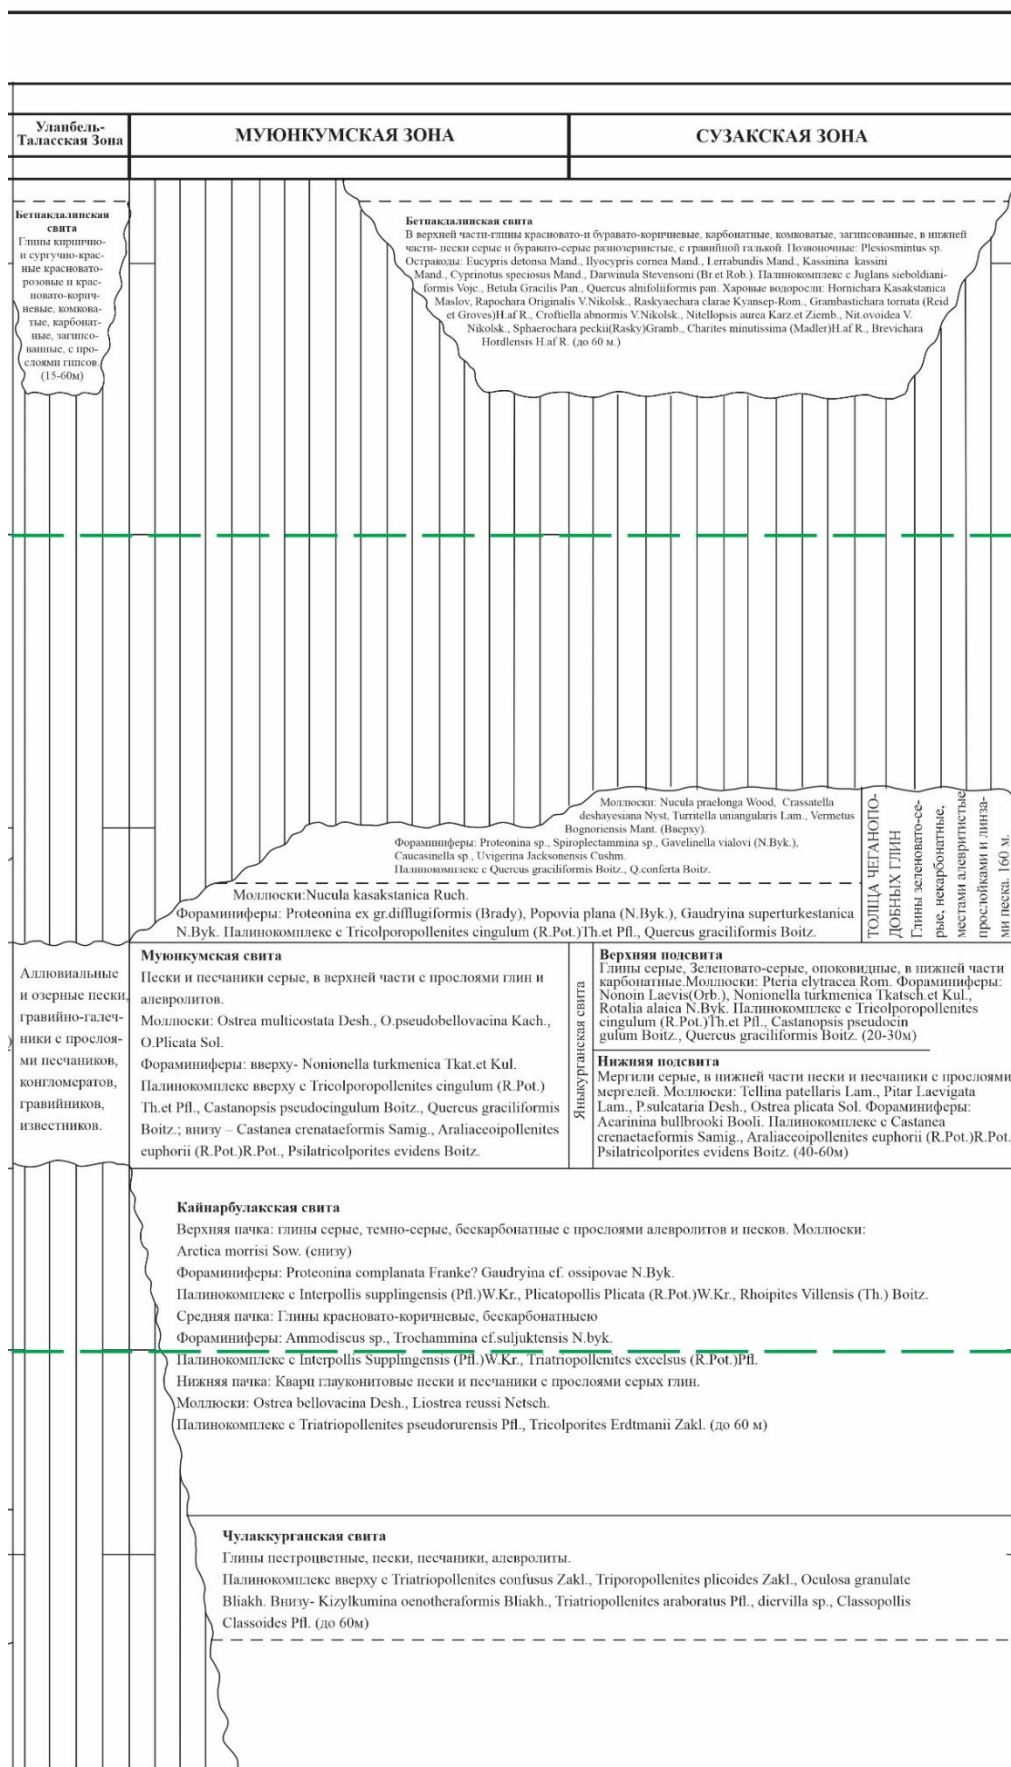 Уланбель-
Таласская Зона
МУЮНКУМСКАЯ ЗОНА
СУЗАКСКАЯ ЗОНА
Бетпакдалинская
свита
Глины кирпично-
и сургучно-крас-
ные красновато-
розовые и крас-
новато-корич-
невые, комкова-
тые, карбонат-
ные, загипсо-
ванные, с про-
слоями гипсов.
(15-60м)
Бетпакдалинская свита
В верхней части-глины красновато-и буравато-коричневые, карбонатные, комковатые, загипсованные, в нижней
части- пески серые и буравато-серые разнозернистые, с гравийной галькой. Позвоночные: Plesiosmintus sp.
Остракоды: Eucypris detonsa Mand., Ilyocypris cornea Mand., I.errabundis Mand., Kassinina kassini
Mand., Cyprinotus speciosus Mand., Darwinula Stevensoni (Br.et Rob.). Палинокомплекс с Juglans sieboldiani-
formis Vojc., Betula Gracilis Pan., Quercus alnifoliiformis pan. Харовые водоросли: Hornichara Kasakstanica
Maslov, Rapochara Originalis V.Nikolsk., Raskyaechara clarae Kyansep-Rom., Grambastichara tornata (Reid
et Groves)H.af R., Croftiella abnormis V.Nikolsk., Nitellopsis aurea Karz.et Ziemb., Nit.ovoidea V.
Nikolsk., Sphaerochara peckii(Rasky)Gramb., Charites minutissima (Madler)H.af R., Brevichara
Hordlensis H.af R. (до 60 м.)
Моллюски: Nucula praelonga Wood, Crassatella
deshayesiana Nyst, Turritella uniangularis Lam., Vermetus
Bognoriensis Mant. (Вверху).
Фораминиферы: Proteonina sp., Spiroplectammina sp., Gavelinella vialovi (N.Byk.),
Caucasinella sp., Uvigerina Jacksonensis Cushm.
Палинокомплекс с Quercus graciliformis Boitz., Q.conferta Boitz.
Моллюски:Nucula kasakstanica Ruch.
Фораминиферы: Proteonina ex gr.difflugiformis (Brady), Popovia plana (N.Byk.), Gaudryina superturkestanica
N.Byk. Палинокомплекс с Tricolporopollenites cingulum (R.Pot.)Th.et Pfl., Quercus graciliformis Boitz.
ТОЛЩА ЧЕГАНОПО-
ДОБНЫХ ГЛИН
Глины зеленовато-се-
рые, некарбонатные,
местами алевритистые
прослойками и линза-
ми песка. 160 м.
Алловиальные
и озерные пески,
гравийно-галеч-
ники с прослоя-
ми песчаников,
конгломератов,
гравийников,
известников.
Муюнкумская свита
Пески и песчаники серые, в верхней части с прослоями глин и
алевролитов.
Моллюски: Ostrea multicostata Desh., O.pseudobellovacina Kach.,
O.Plicata Sol.
Фораминиферы: вверху- Nonionella turkmenica Tkat.et Kul.
Палинокомплекс вверху с Tricolporopollenites cingulum (R.Pot.)
Th.et Pfl., Castanopsis pseudocingulum Boitz., Quercus graciliformis
Boitz.; внизу – Castanea crenataeformis Samig., Araliaceoipollenites
euphorii (R.Pot.)R.Pot., Psilatricolporites evidens Boitz.
Яныкурганская свита
Верхняя подсвита
Глины серые, Зеленовато-серые, опоковидные, в нижней части
карбонатные.Моллюски: Pteria elytracea Rom. Фораминиферы:
Nonoin Laevis(Orb.), Nonionella turkmenica Tkatsch.et Kul.,
Rotalia alaica N.Byk. Палинокомплекс с Tricolporopollenites
cingulum (R.Pot.)Th.et Pfl., Castanopsis pseudocin
gulum Boitz., Quercus graciliformis Boitz. (20-30м)
Нижняя подсвита
Мергили серые, в нижней части пески и песчаники с прослоями
мергелей. Моллюски: Tellina patellaris Lam., Pitar Laevigata
Lam., P.sulcataria Desh., Ostrea plicata Sol. Фораминиферы:
Acarinina bullbrooki Booli. Палинокомплекс с Castanea
crenaetaeformis Samig., Araliaceoipollenites euphorii (R.Pot.)R.Pot.
Psilatricolporites evidens Boitz. (40-60м)
Кайнарбулакская свита
Верхняя пачка: глины серые, темно-серые, бескарбонатные с прослоями алевролитов и песков. Моллюски:
Arctica morrisi Sow. (снизу)
Фораминиферы: Proteonina complanata Franke? Gaudryina cf. ossipovae N.Byk.
Палинокомплекс с Interpollis supplingensis (Pfl.)W.Kr., Plicatopollis Plicata (R.Pot.)W.Kr., Rhoipites Villensis (Th.) Boitz.
Средняя пачка: Глины красновато-коричневые, бескарбонатныею
Фораминиферы: Ammodiscus sp., Trochammina cf.suljuktensis N.byk.
Палинокомплекс с Interpollis Supplingensis (Pfl.)W.Kr., Triatriopollenites excelsus (R.Pot.)Pfl.
Нижняя пачка: Кварц глауконитовые пески и песчаники с прослоями серых глин.
Моллюски: Ostrea bellovacina Desh., Liostrea reussi Netsch.
Палинокомплекс с Triatriopollenites pseudorurensis Pfl., Tricolporites Erdtmanii Zakl. (до 60 м)
Чулаккурганская свита
Глины пестроцветные, пески, песчаники, алевролиты.
Палинокомплекс вверху с Triatriopollenites confusus Zakl., Triporopollenites plicoides Zakl., Oculosa granulate
Bliakh. Внизу- Kizylkumina oenotheraformis Bliakh., Triatriopollenites araboratus Pfl., diervilla sp., Classopollis
Classoides Pfl. (до 60м)